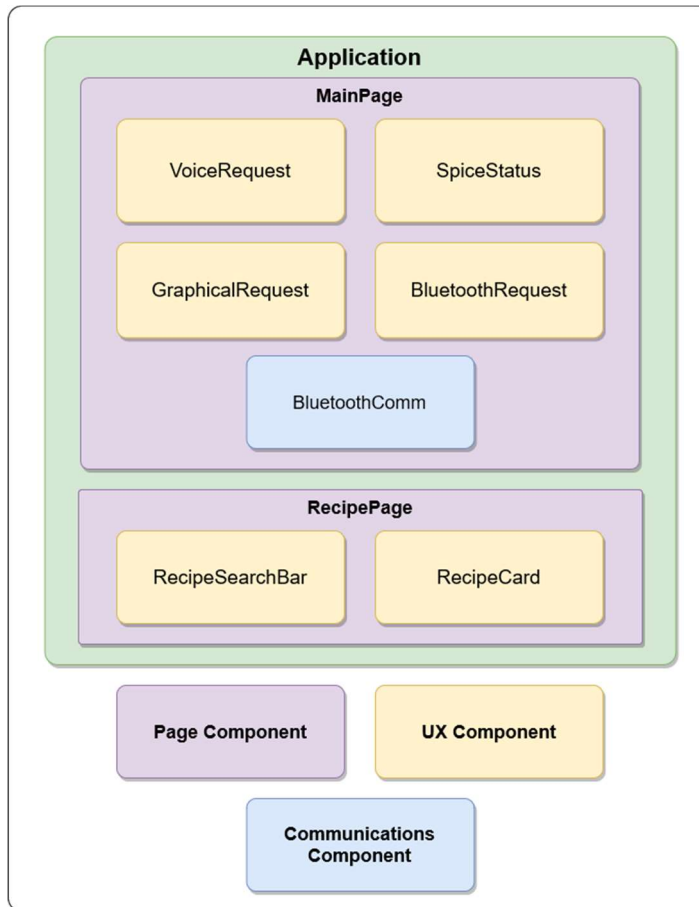 Application
MainPage
VoiceRequest
SpiceStatus
GraphicalRequest
BluetoothRequest
BluetoothComm
RecipePage
RecipeSearchBar
RecipeCard
Page Component
UX Component
Communications
Component